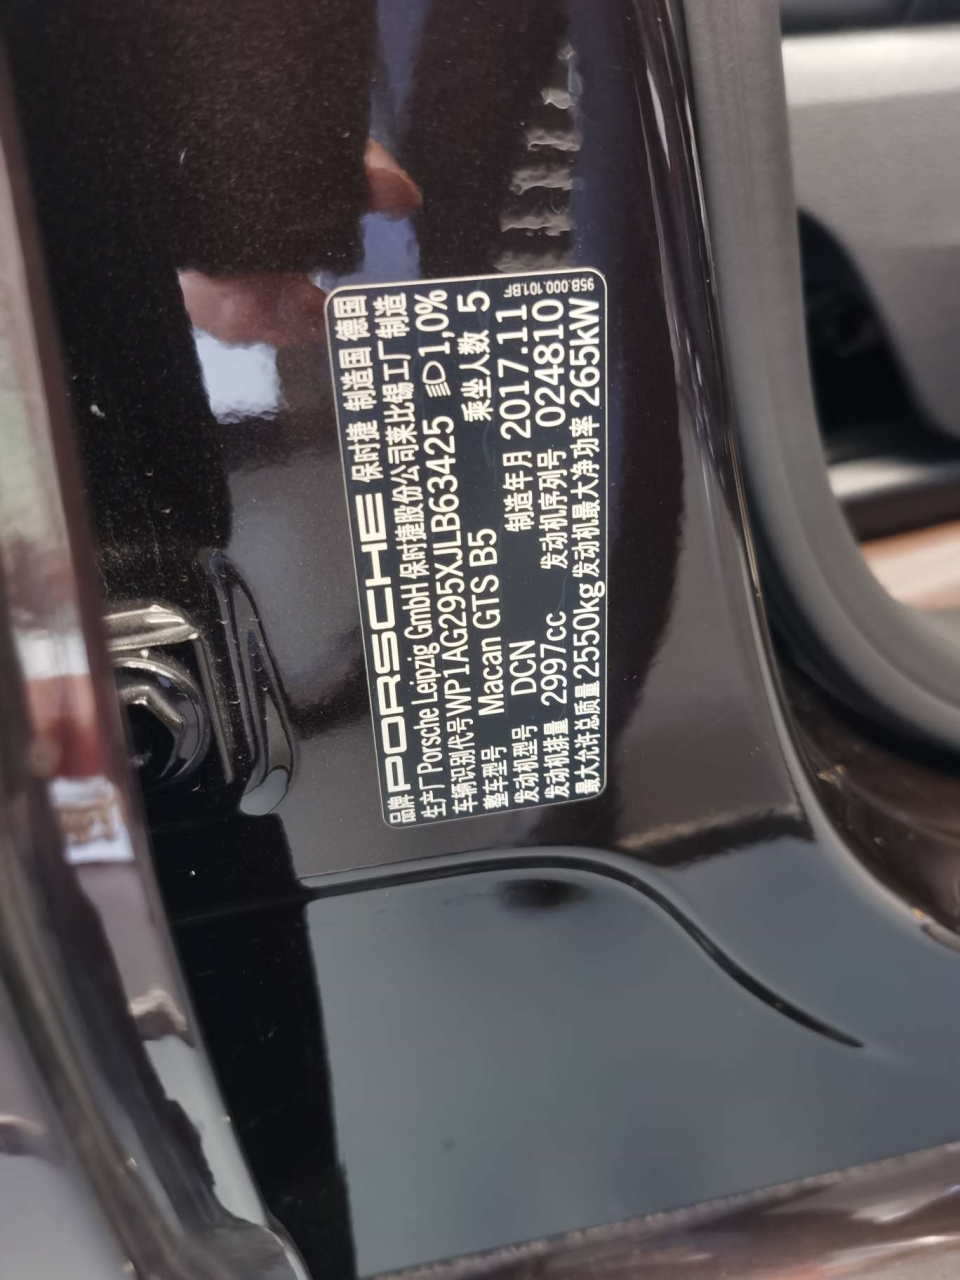 品牌 PORSCHE 保时捷 制造国 德国
生产厂 Porsche Leipzig GmbH 保时捷股份公司莱比锡工厂制造
车辆识别代号 WP1AG295XJLB63425 1,0%
整车型号 Macan GTS B5 乘坐人数 5
发动机型号 DCN 制造年月 2017.11
发动机排量 2997cc 发动机序列号 024810
最大允许总质量 2550kg 发动机最大净功率 265kW
95B.000.101.BF